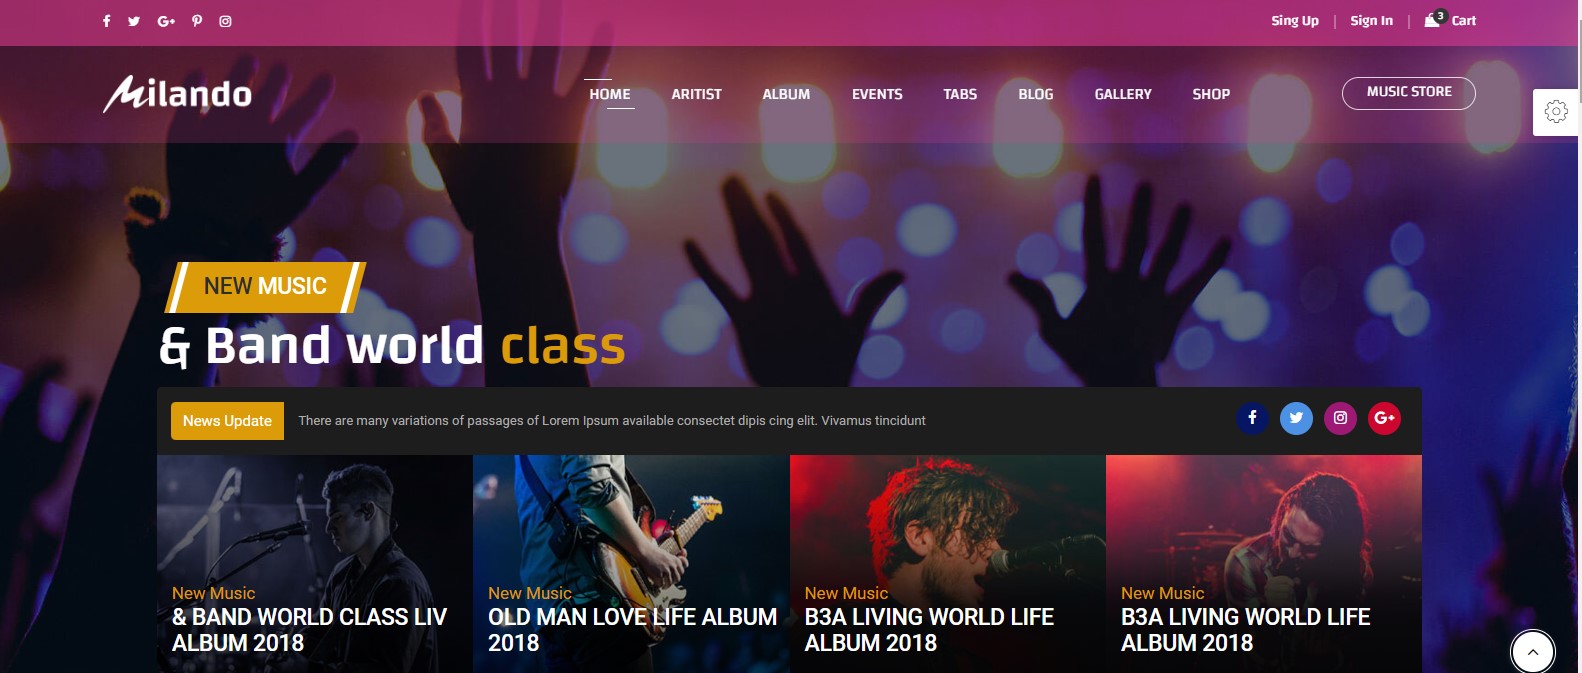 Sing Up | Sign In | 3 Cart
Milando
HOME ARITIST ALBUM EVENTS TABS BLOG GALLERY SHOP MUSIC STORE
NEW MUSIC
& Band world class
News Update There are many variations of passages of Lorem Ipsum available consectet dipis cing elit. Vivamus tincidunt
New Music
& BAND WORLD CLASS LIV
ALBUM 2018
New Music
OLD MAN LOVE LIFE ALBUM
2018
New Music
B3A LIVING WORLD LIFE
ALBUM 2018
New Music
B3A LIVING WORLD LIFE
ALBUM 2018